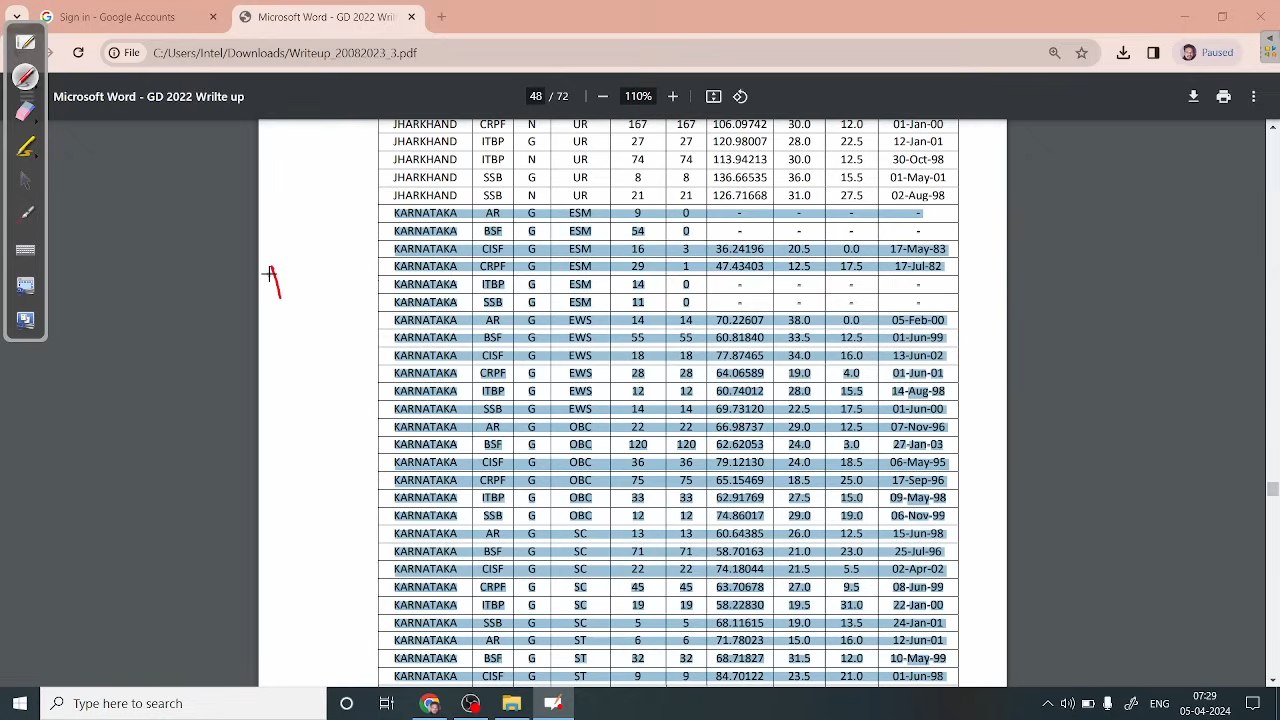 Sign in - Google Accounts
Microsoft Word - GD 2022 Writ
File C:/Users/Intel/Downloads/Writeup_20082023_3.pdf Paused
Microsoft Word - GD 2022 Wrilte up 48 / 72 110%
JHARKHAND CRPF N UR 167 167 106.09742 30.0 12.0 01-Jan-00
JHARKHAND ITBP G UR 27 27 120.98007 28.0 22.5 12-Jan-01
JHARKHAND ITBP N UR 74 74 113.94213 30.0 12.5 30-Oct-98
JHARKHAND SSB G UR 8 8 136.66535 36.0 15.5 01-May-01
JHARKHAND SSB N UR 21 21 126.71668 31.0 27.5 02-Aug-98
KARNATAKA AR G ESM 9 0 - - - -
KARNATAKA BSF G ESM 54 0 - - - -
KARNATAKA CISF G ESM 16 3 36.24196 20.5 0.0 17-May-83
KARNATAKA CRPF G ESM 29 1 47.43403 12.5 17.5 17-Jul-82
KARNATAKA ITBP G ESM 14 0 - - - -
KARNATAKA SSB G ESM 11 0 - - - -
KARNATAKA AR G EWS 14 14 70.22607 38.0 0.0 05-Feb-00
KARNATAKA BSF G EWS 55 55 60.81840 33.5 12.5 01-Jun-99
KARNATAKA CISF G EWS 18 18 77.87465 34.0 16.0 13-Jun-02
KARNATAKA CRPF G EWS 28 28 64.06589 19.0 4.0 01-Jun-01
KARNATAKA ITBP G EWS 12 12 60.74012 28.0 15.5 14-Aug-98
KARNATAKA SSB G EWS 14 14 69.73120 22.5 17.5 01-Jun-00
KARNATAKA AR G OBC 22 22 66.98737 29.0 12.5 07-Nov-96
KARNATAKA BSF G OBC 120 120 62.62053 24.0 3.0 27-Jan-03
KARNATAKA CISF G OBC 36 36 79.12130 24.0 18.5 06-May-95
KARNATAKA CRPF G OBC 75 75 65.15469 18.5 25.0 17-Sep-96
KARNATAKA ITBP G OBC 33 33 62.91769 27.5 15.0 09-May-98
KARNATAKA SSB G OBC 12 12 74.86017 29.0 19.0 06-Nov-99
KARNATAKA AR G SC 13 13 60.64385 26.0 12.5 15-Jun-98
KARNATAKA BSF G SC 71 71 58.70163 21.0 23.0 25-Jul-96
KARNATAKA CISF G SC 22 22 74.18044 21.5 5.5 02-Apr-02
KARNATAKA CRPF G SC 45 45 63.70678 27.0 9.5 08-Jun-99
KARNATAKA ITBP G SC 19 19 58.22830 19.5 31.0 22-Jan-00
KARNATAKA SSB G SC 5 5 68.11615 19.0 13.5 24-Jan-01
KARNATAKA AR G ST 6 6 71.78023 15.0 16.0 12-Jun-01
KARNATAKA BSF G ST 32 32 68.71827 31.5 12.0 10-May-99
KARNATAKA CISF G ST 9 9 84.70122 23.5 21.0 01-Jun-98
Type here to search ENG 07:29
05-04-2024